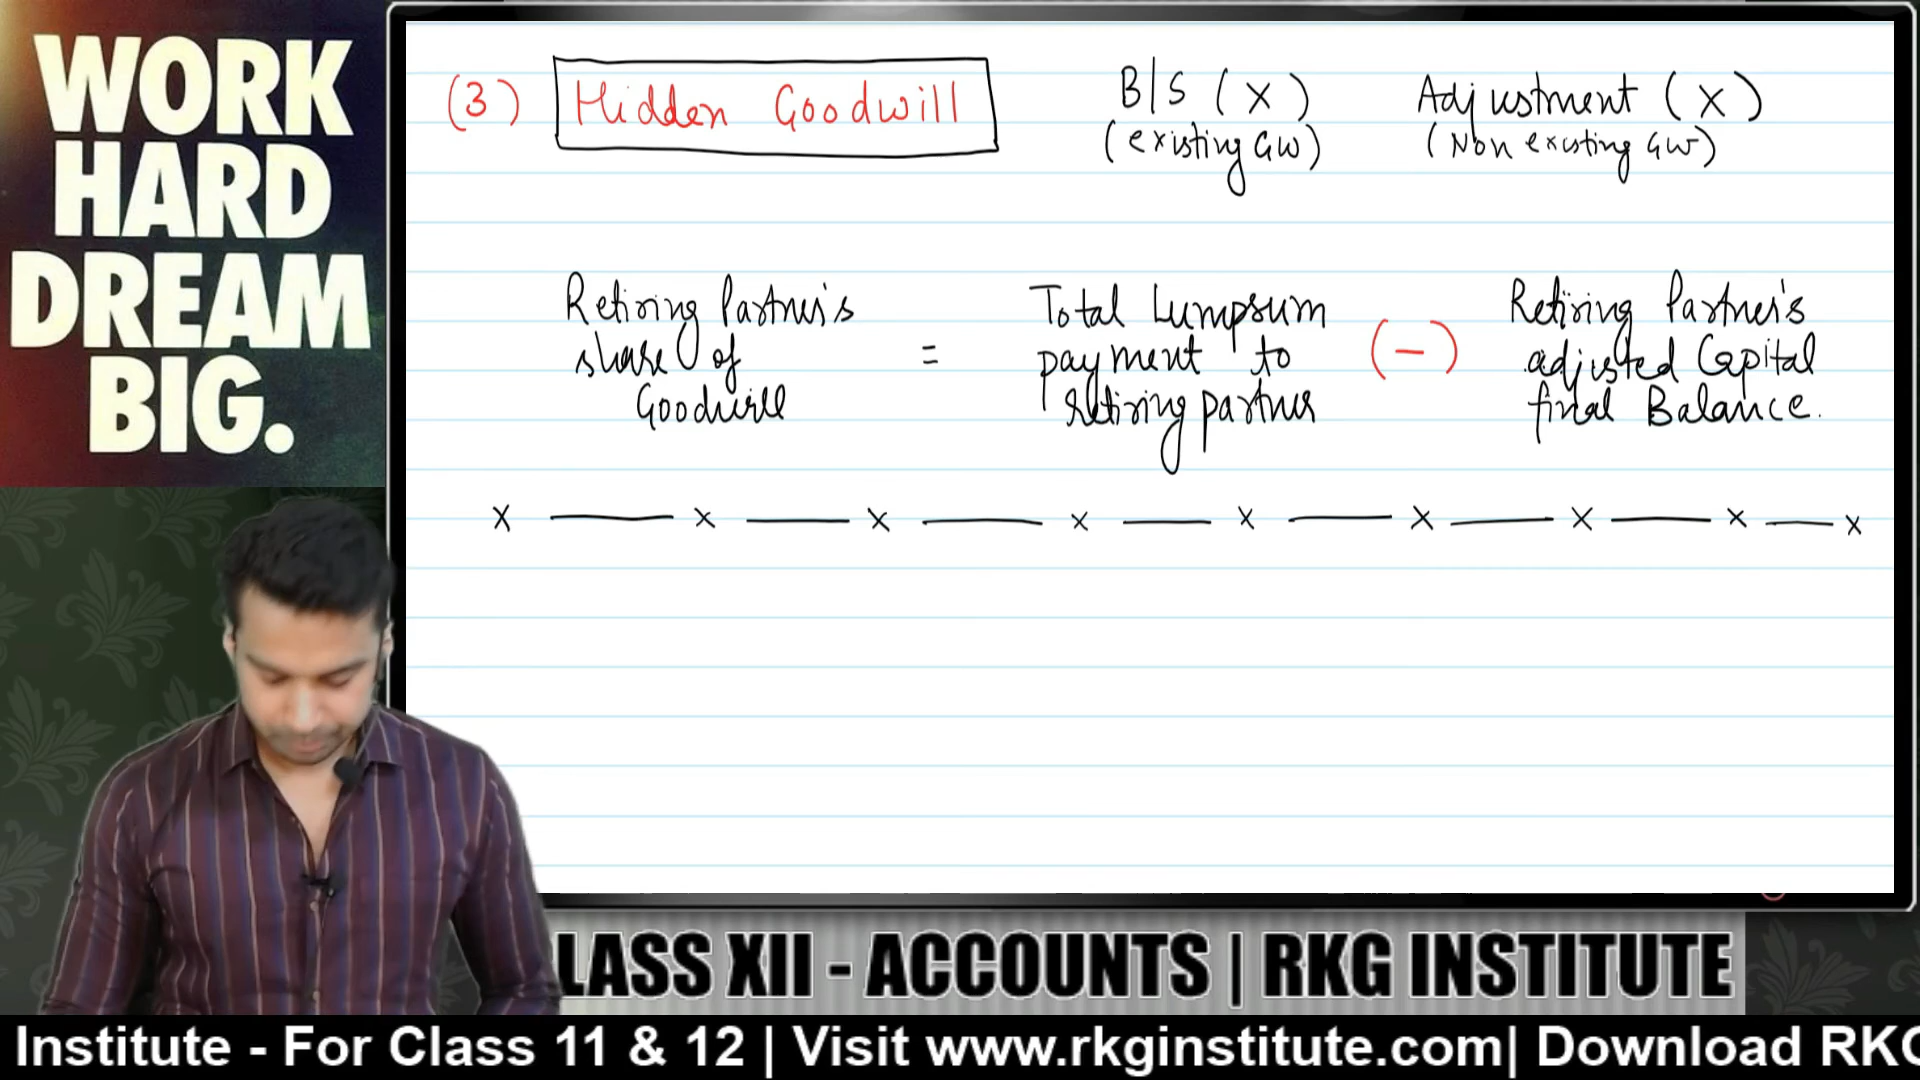 WORK
HARD
DREAM
BIG.
(3) Hidden Goodwill
B/S (X)
(existing GW)
Adjustment (X)
(Non existing GW)
Retiring Partner's
share of
Goodwill
=
Total Lumpsum
payment to
retiring partner
(-)
Retiring Partner's
adjusted Capital
final Balance.
x — x — x — x — x — x — x — x — x
LASS XII - ACCOUNTS | RKG INSTITUTE
Institute - For Class 11 & 12 | Visit www.rkginstitute.com| Download RKG